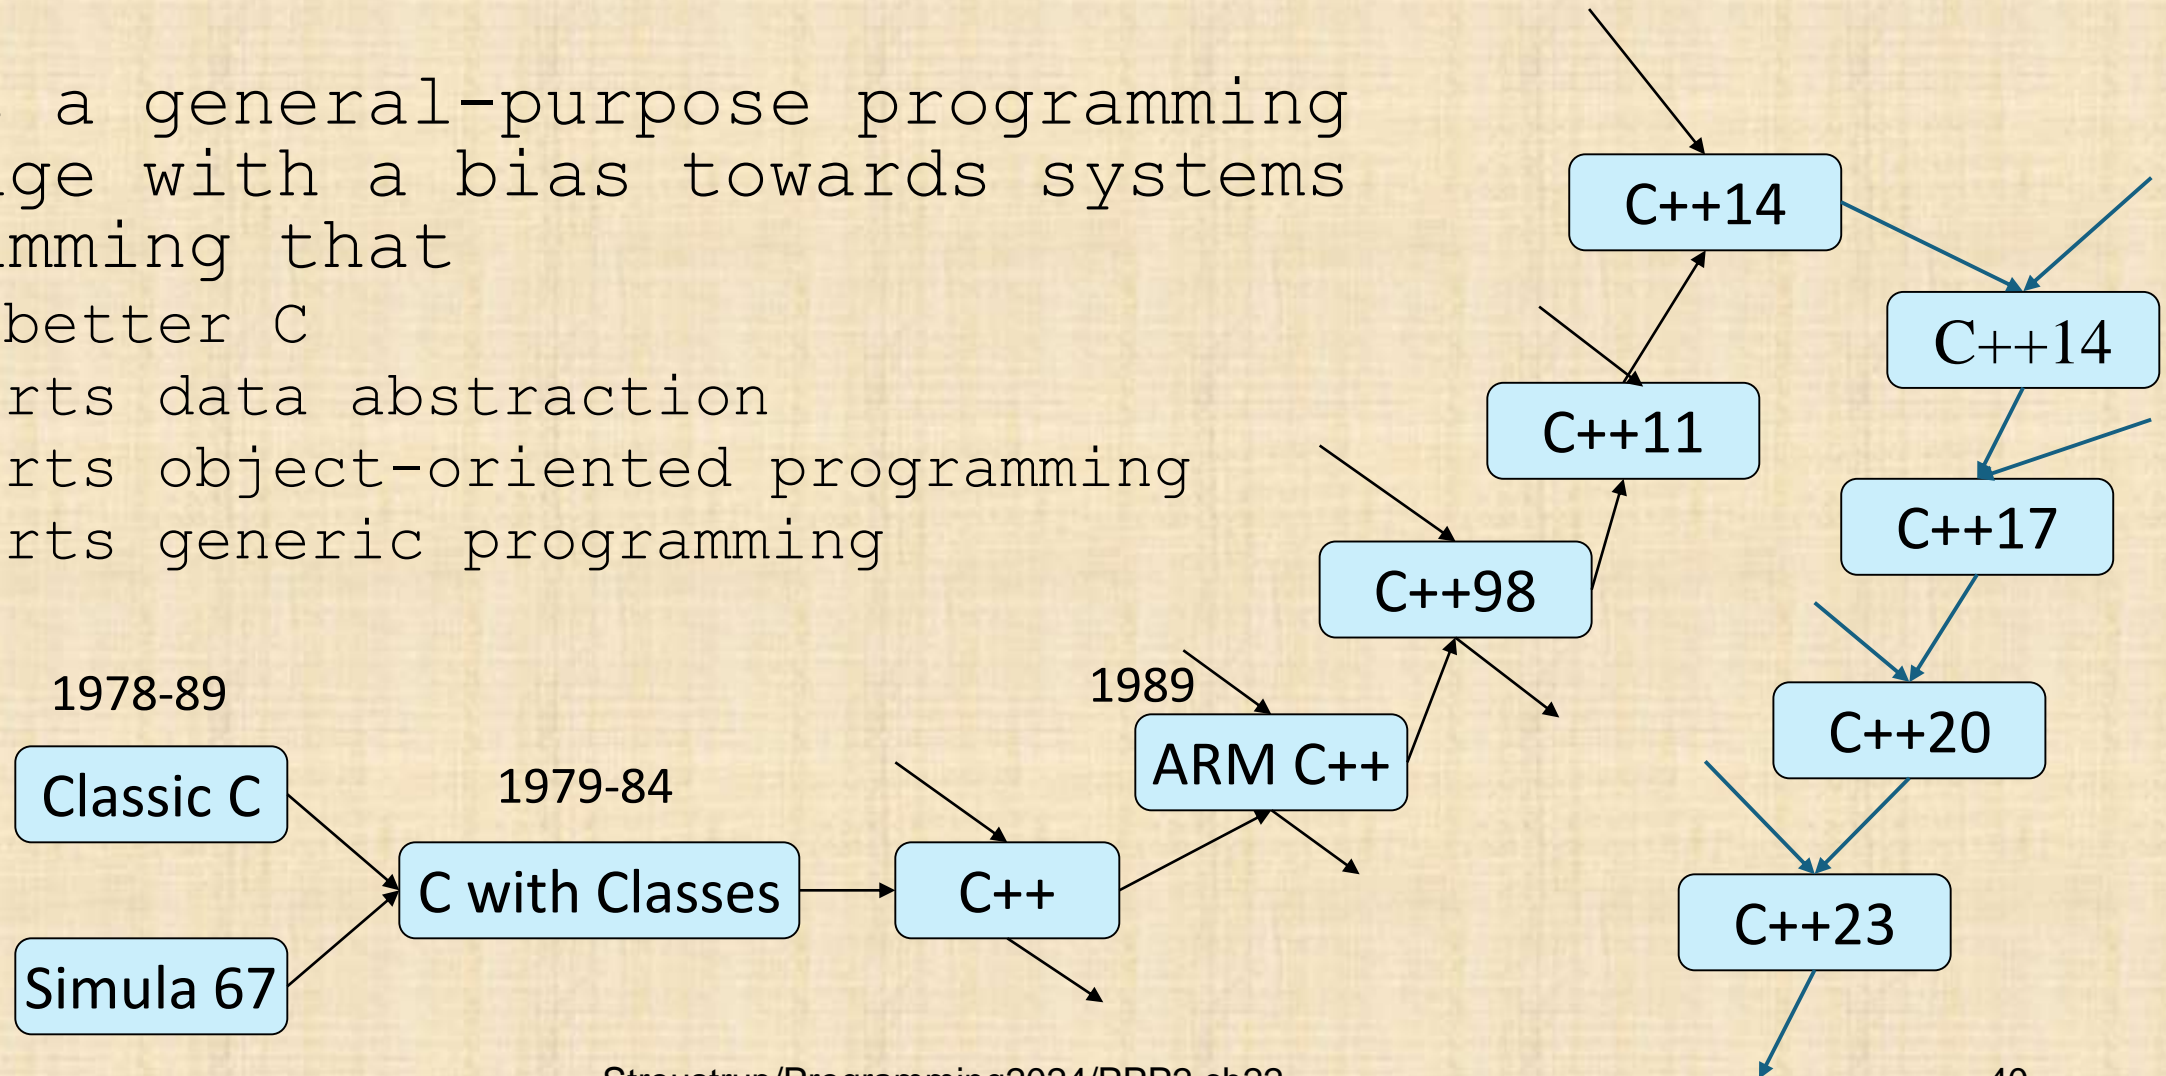 a general-purpose programming
ge with a bias towards systems
mming that
better C
rts data abstraction
rts object-oriented programming
rts generic programming
C++14
C++14
C++11
C++17
C++98
1978-89
1989
C++20
Classic C
1979-84
ARM C++
C with Classes
C++
C++23
Simula 67